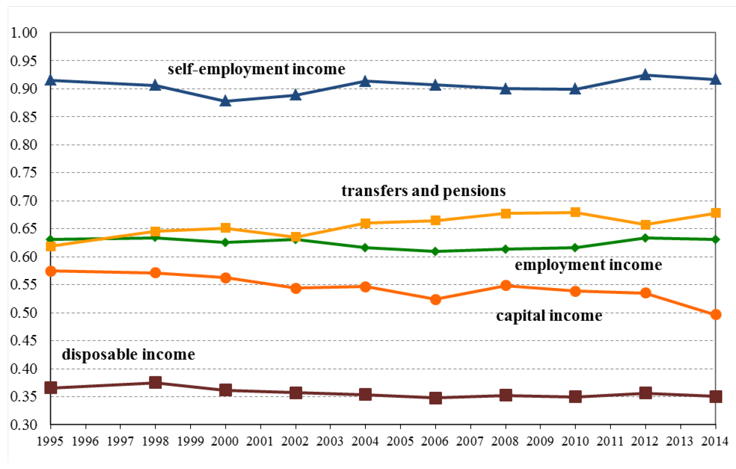 1.00
0.95
self-employment income
0.90
0.85
0.80
0.75
transfers and pensions
0.70
0.65
0.60
employment income
0.55
0.50
capital income
0.45
disposable income
0.40
0.35
0.30
1995 1996 1997 1998 1999 2000 2001 2002 2003 2004 2005 2006 2007 2008 2009 2010 2011 2012 2013 2014